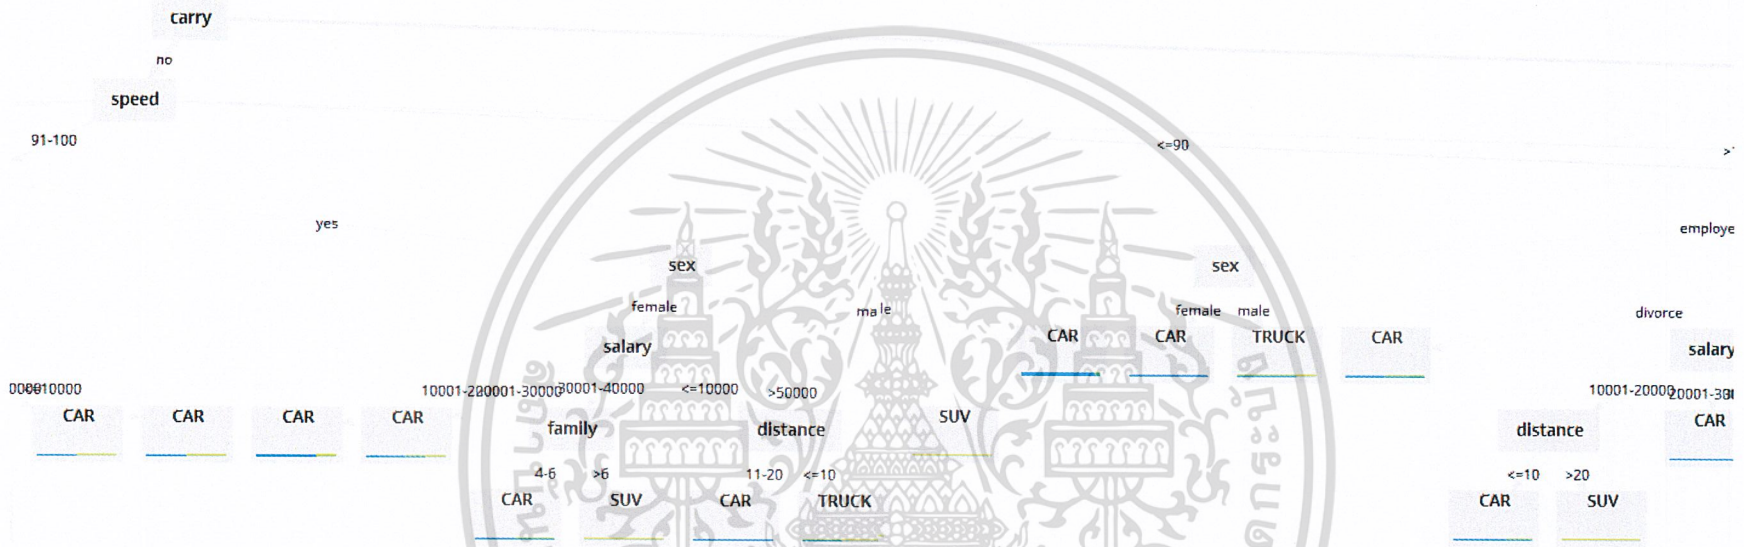 carry
no
speed
91-100
<=90
yes
employe
sex
sex
female
male
female
male
divorce
CAR
CAR
TRUCK
CAR
salary
salary
10001-20000
30001-40000
<=10000
>50000
10001-20000
CAR
CAR
CAR
CAR
SUV
CAR
family
distance
distance
4-6
>6
11-20
<=10
<=10
>20
CAR
SUV
CAR
TRUCK
CAR
SUV